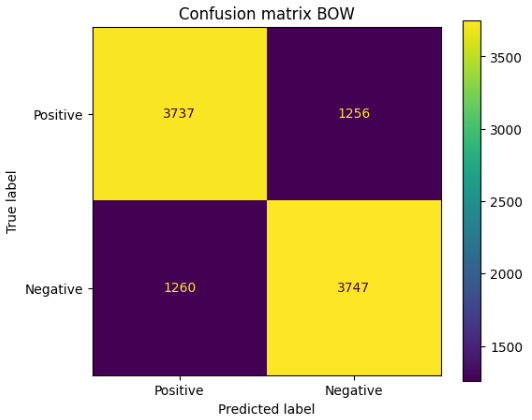 Confusion matrix BOW
True label
Positive
3737
1256
Negative
1260
3747
Positive
Negative
Predicted label
3500
3000
2500
2000
1500